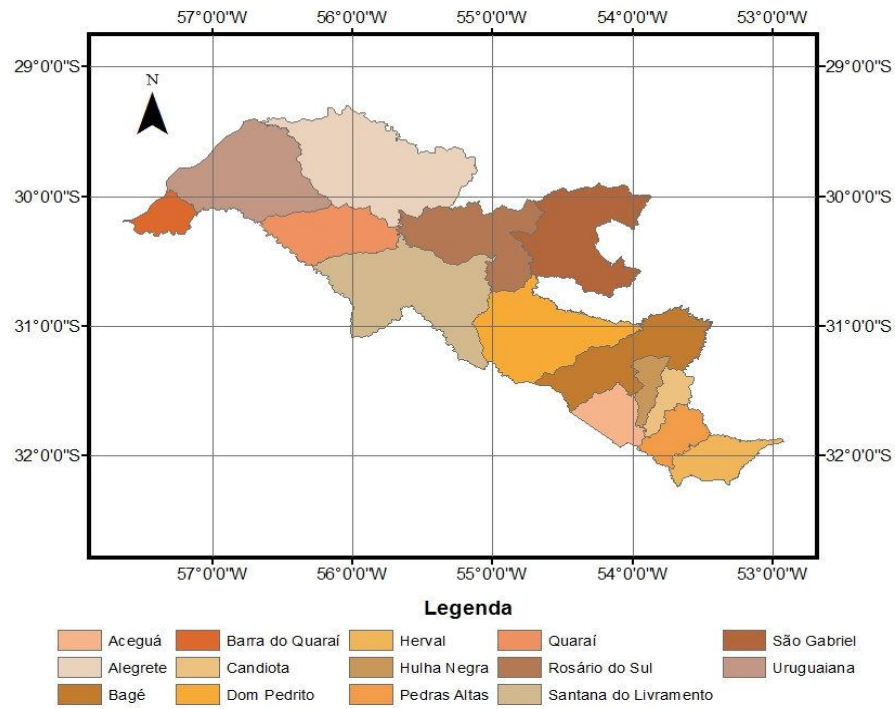 57°0'0"W 56°0'0"W 55°0'0"W 54°0'0"W 53°0'0"W
29°0'0"S 29°0'0"S
N
30°0'0"S 30°0'0"S
31°0'0"S 31°0'0"S
32°0'0"S 32°0'0"S
57°0'0"W 56°0'0"W 55°0'0"W 54°0'0"W 53°0'0"W
Legenda
Aceguá Barra do Quaraí Herval Quaraí São Gabriel
Alegrete Candiota Hulha Negra Rosário do Sul Uruguaiana
Bagé Dom Pedrito Pedras Altas Santana do Livramento